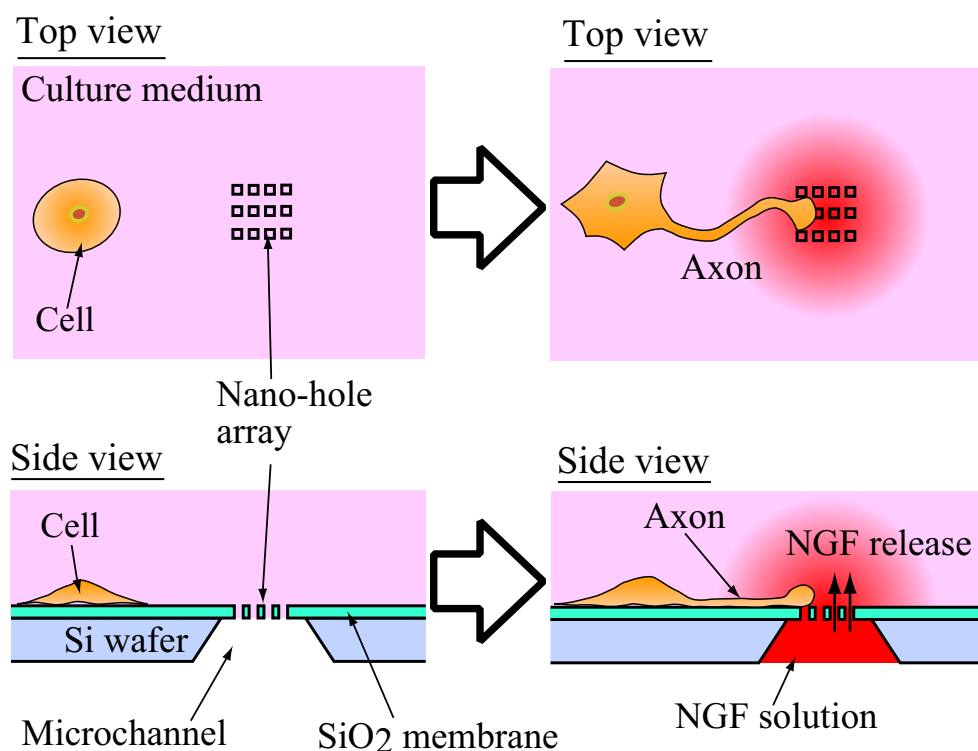 Top view
Culture medium
Cell
Top view
Axon
Nano-hole
array
Side view
Cell
Si wafer
Microchannel
SiO2 membrane
Side view
Axon
NGF release
NGF solution